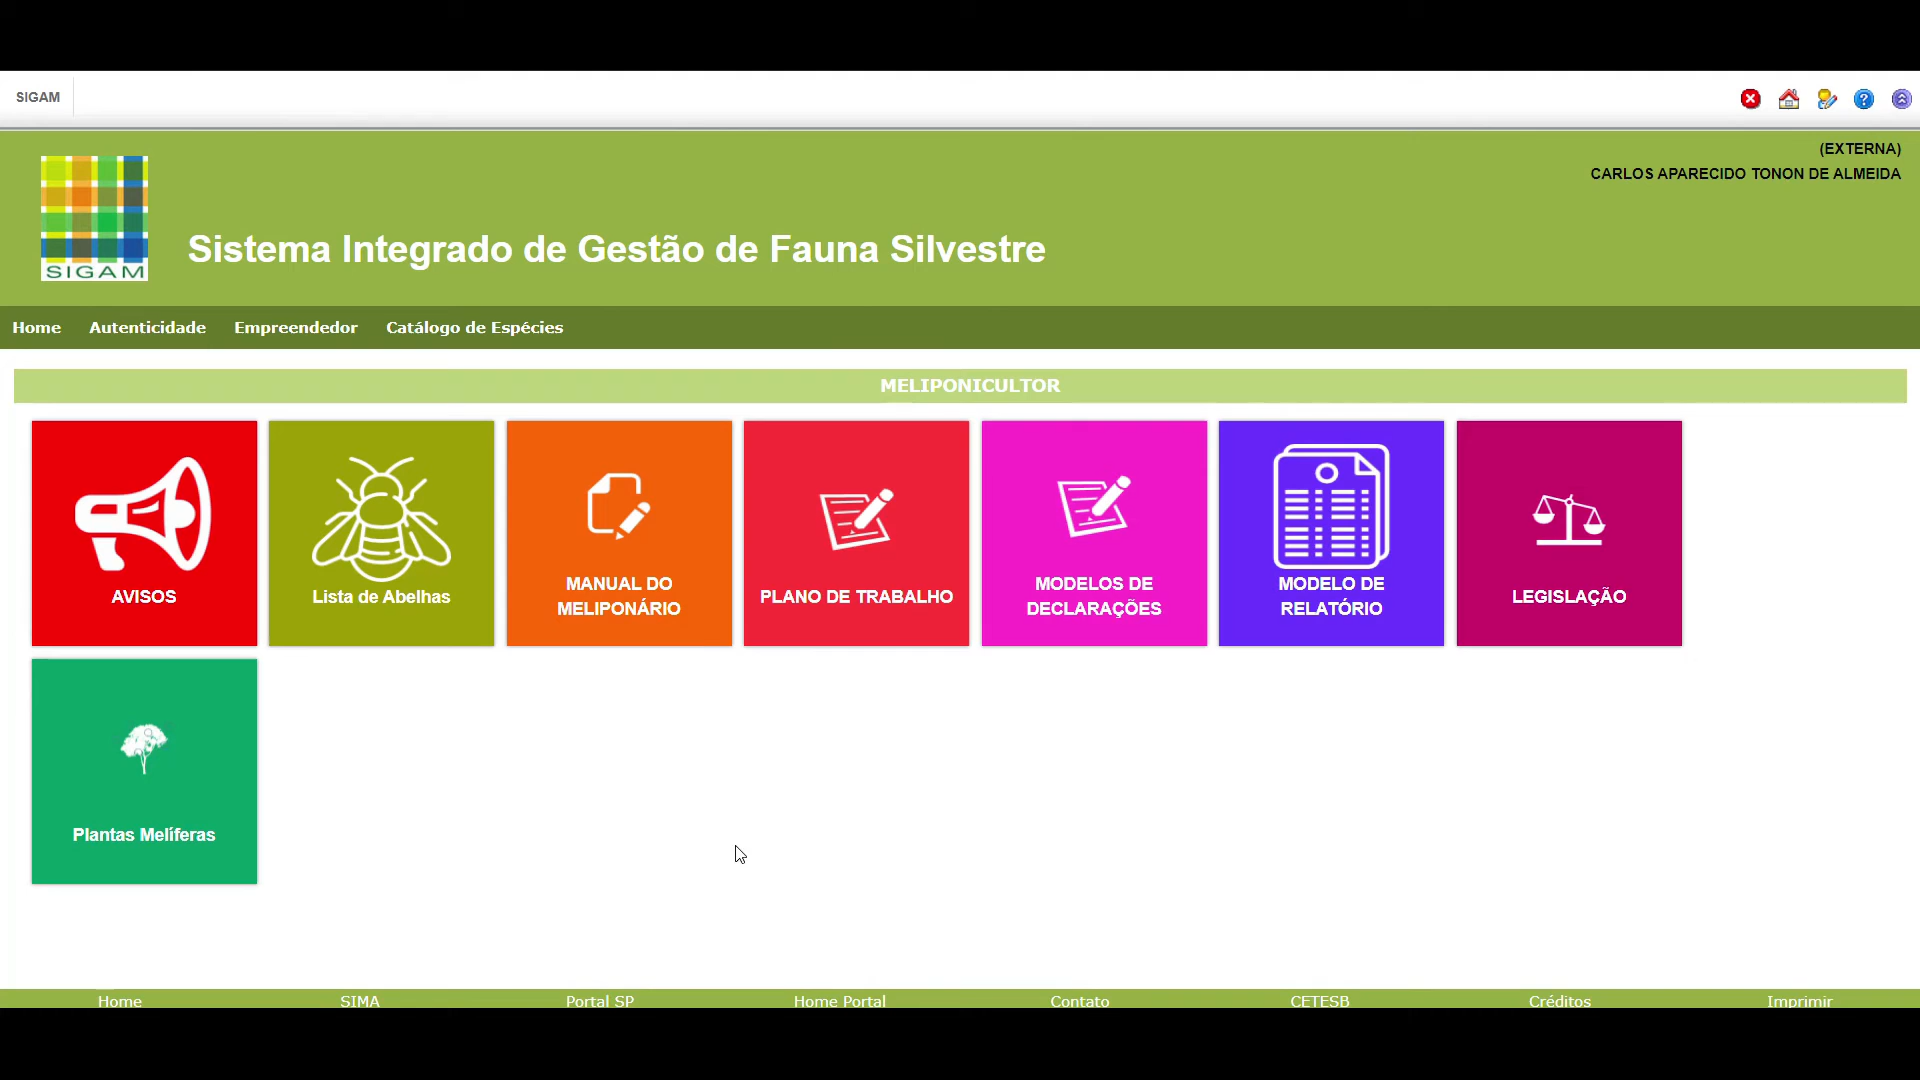 SIGAM
(EXTERNA)
CARLOS APARECIDO TONON DE ALMEIDA
SIGAM
Sistema Integrado de Gestão de Fauna Silvestre
Home Autenticidade Empreendedor Catálogo de Espécies
MELIPONICULTOR
AVISOS
Lista de Abelhas
MANUAL DO
MELIPONÁRIO
PLANO DE TRABALHO
MODELOS DE
DECLARAÇÕES
MODELO DE
RELATÓRIO
LEGISLAÇÃO
Plantas Melíferas
Home SIMA Portal SP Home Portal Contato CETESB Créditos Imprimir